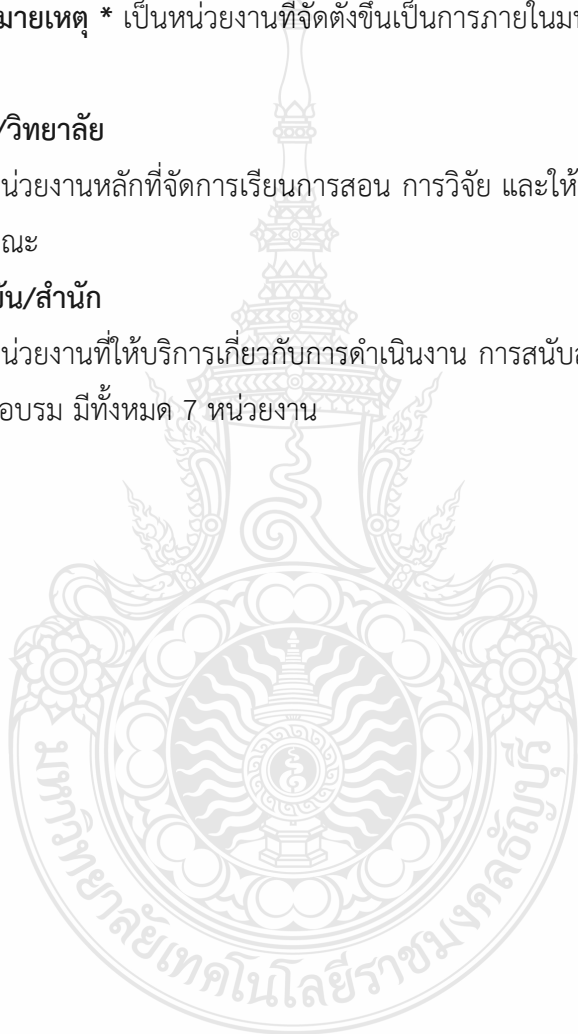 มายเหตุ * เป็นหน่วยงานที่จัดตั้งขึ้นเป็นการภายในม
/วิทยาลัย
น่วยงานหลักที่จัดการเรียนการสอน การวิจัย และให้
ณะ
บัน/สำนัก
น่วยงานที่ให้บริการเกี่ยวกับการดำเนินงาน การสนับส
อบรม มีทั้งหมด 7 หน่วยงาน
มหาวิทยาลัยเทคโนโลยีราชมงคลธัญบุรี